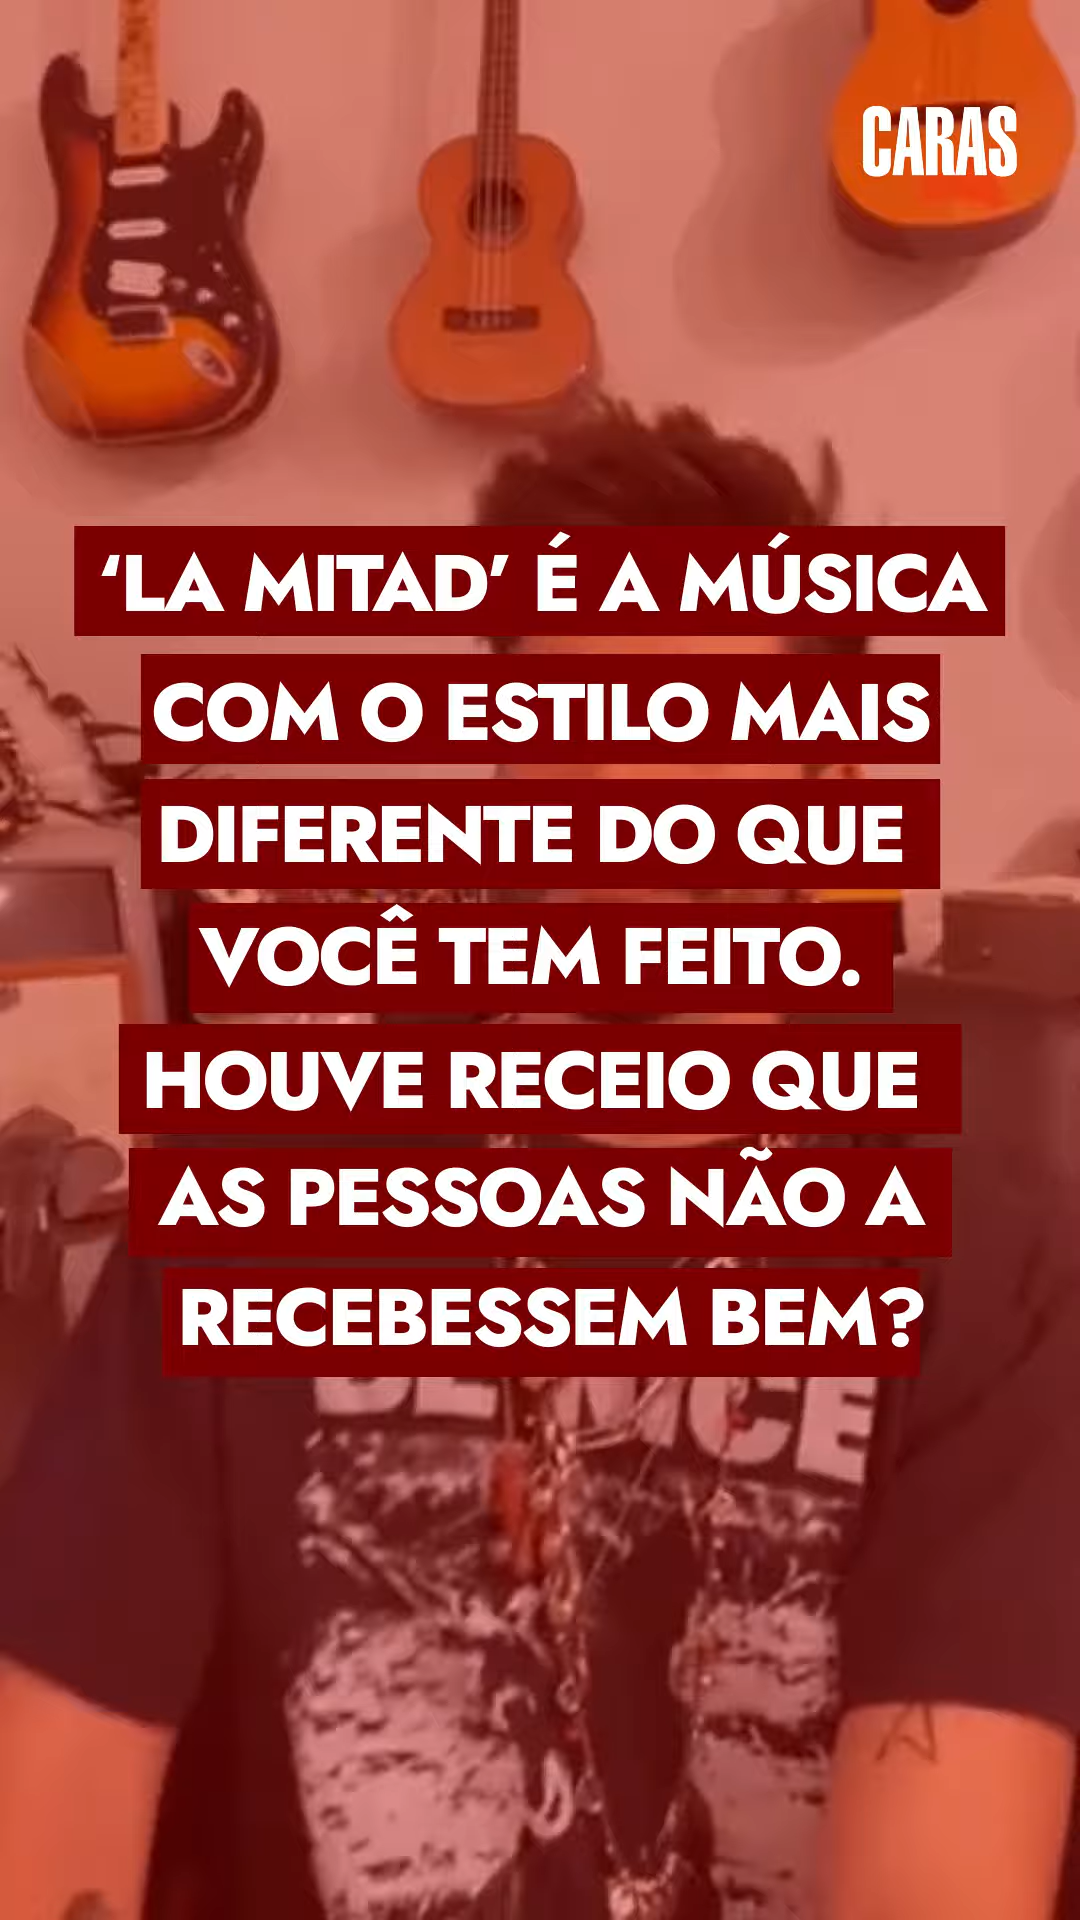 CARAS
‘LA MITAD’ É A MÚSICA
COM O ESTILO MAIS
DIFERENTE DO QUE
VOCÊ TEM FEITO.
HOUVE RECEIO QUE
AS PESSOAS NÃO A
RECEBESSEM BEM?